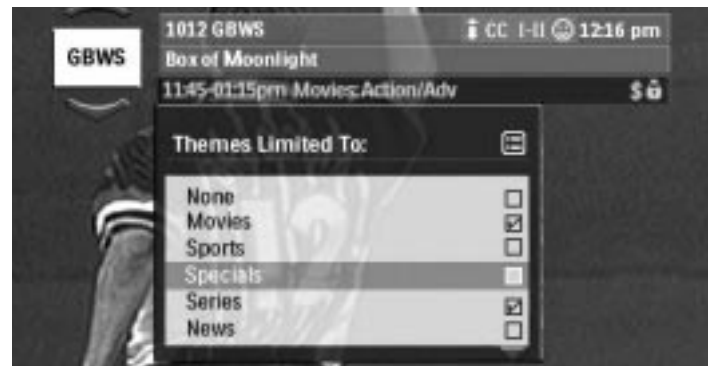 GBWS
1012 GBWS CC I-II 12:16 pm
Box of Moonlight
11:45-01:15pm Movies: Action/Adv $
Themes Limited To:
None
Movies
Sports
Specials
Series
News